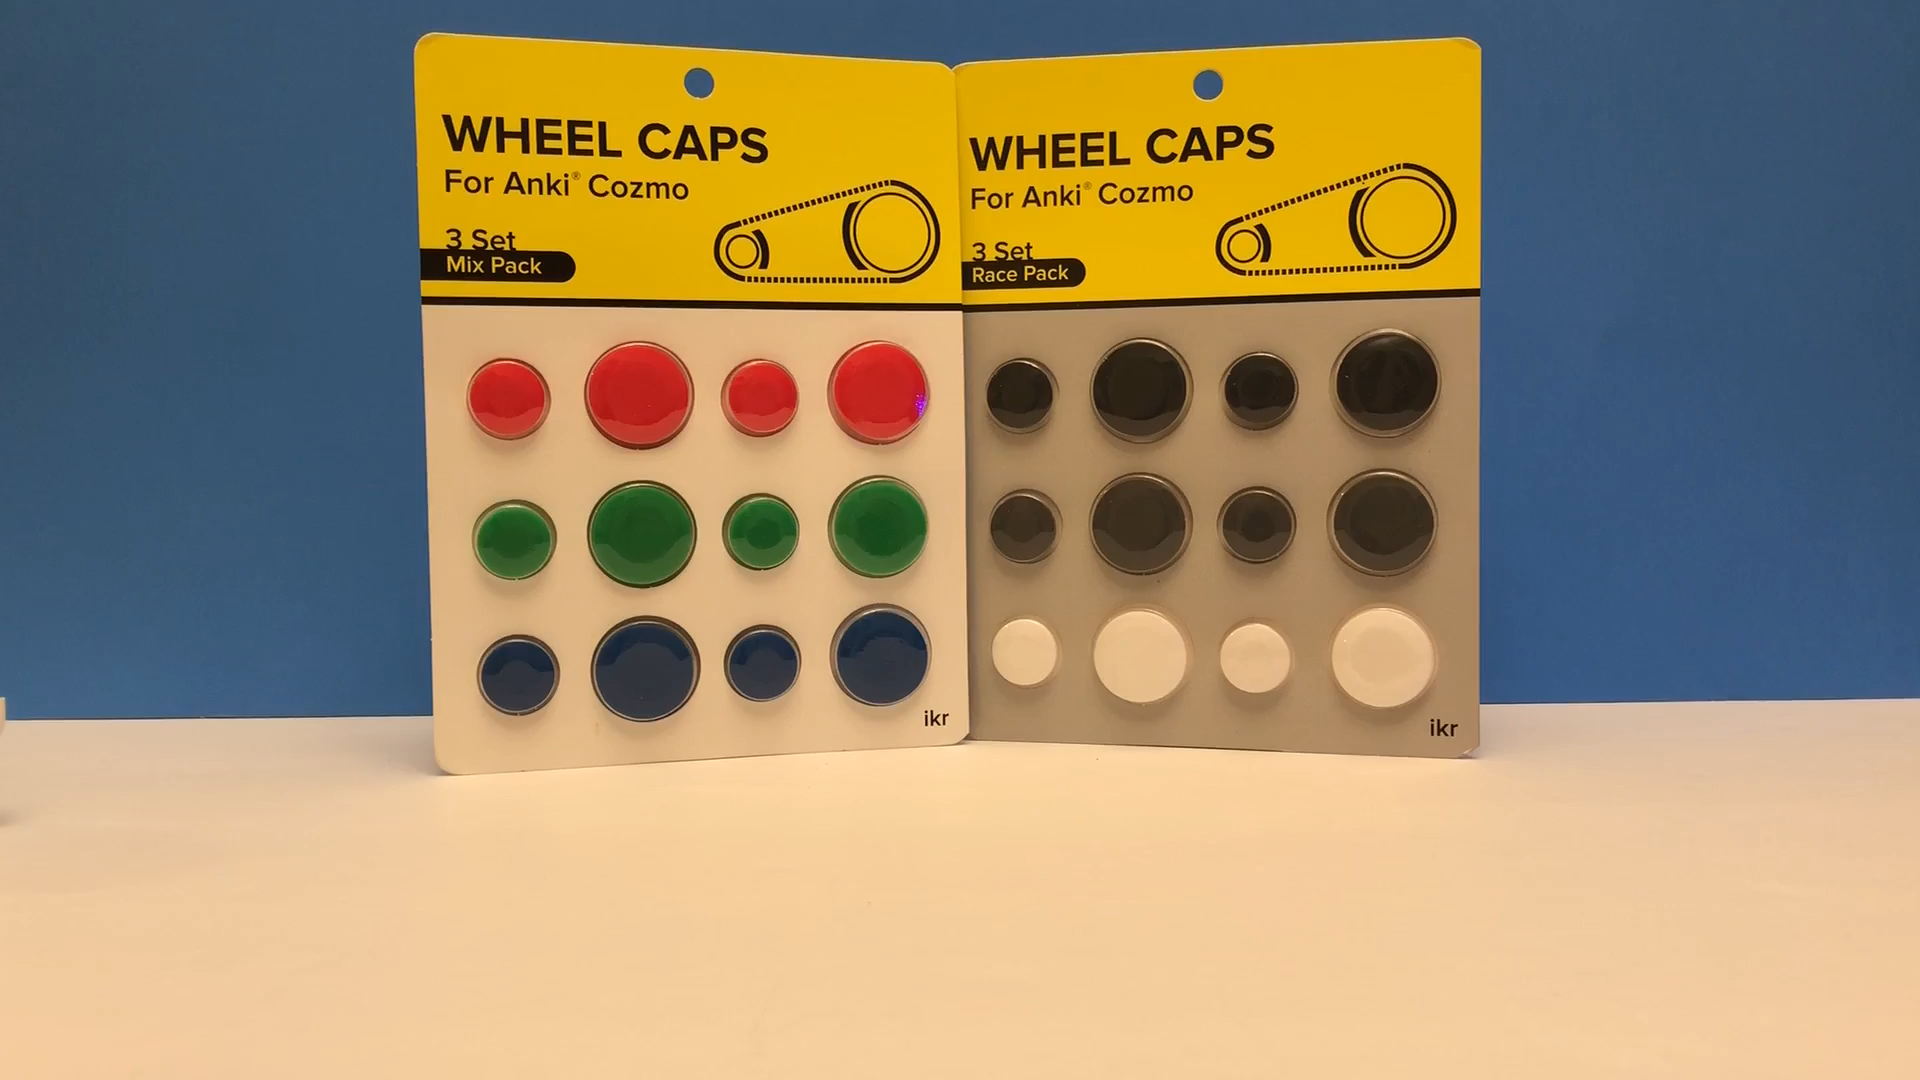 WHEEL CAPS
For Anki® Cozmo
3 Set
Mix Pack
ikr
WHEEL CAPS
For Anki® Cozmo
3 Set
Race Pack
ikr